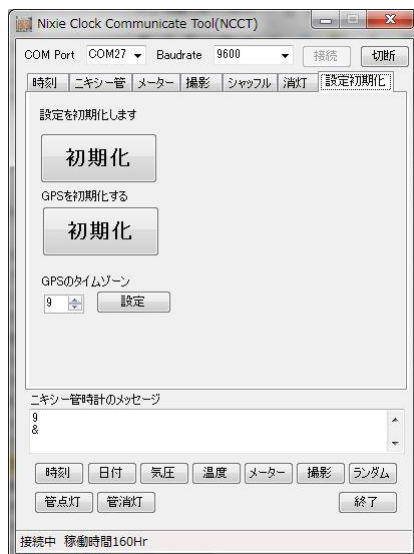 Nixie Clock Communicate Tool(NCCT)
COM Port COM27 Baudrate 9600 接続 切断
時刻 ニキシー管 メーター 撮影 シャッフル 消灯 設定初期化
設定を初期化します
初期化
GPSを初期化する
初期化
GPSのタイムゾーン
9 設定
ニキシー管時計のメッセージ
9
&
時刻 日付 気圧 温度 メーター 撮影 ランダム
管点灯 管消灯 終了
接続中 稼働時間160Hr